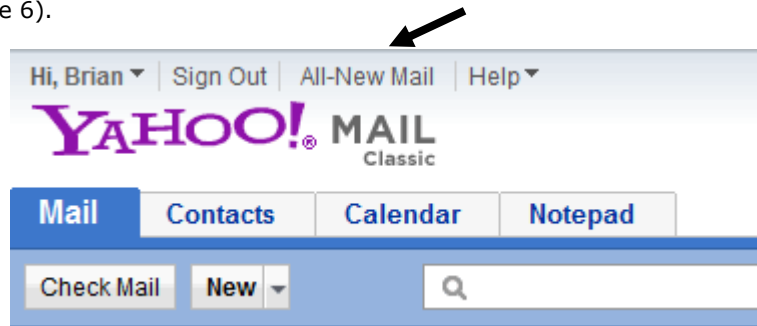 e 6).
Hi, Brian Sign Out All-New Mail Help
YAHOO!® MAIL
Classic
Mail Contacts Calendar Notepad
Check Mail New